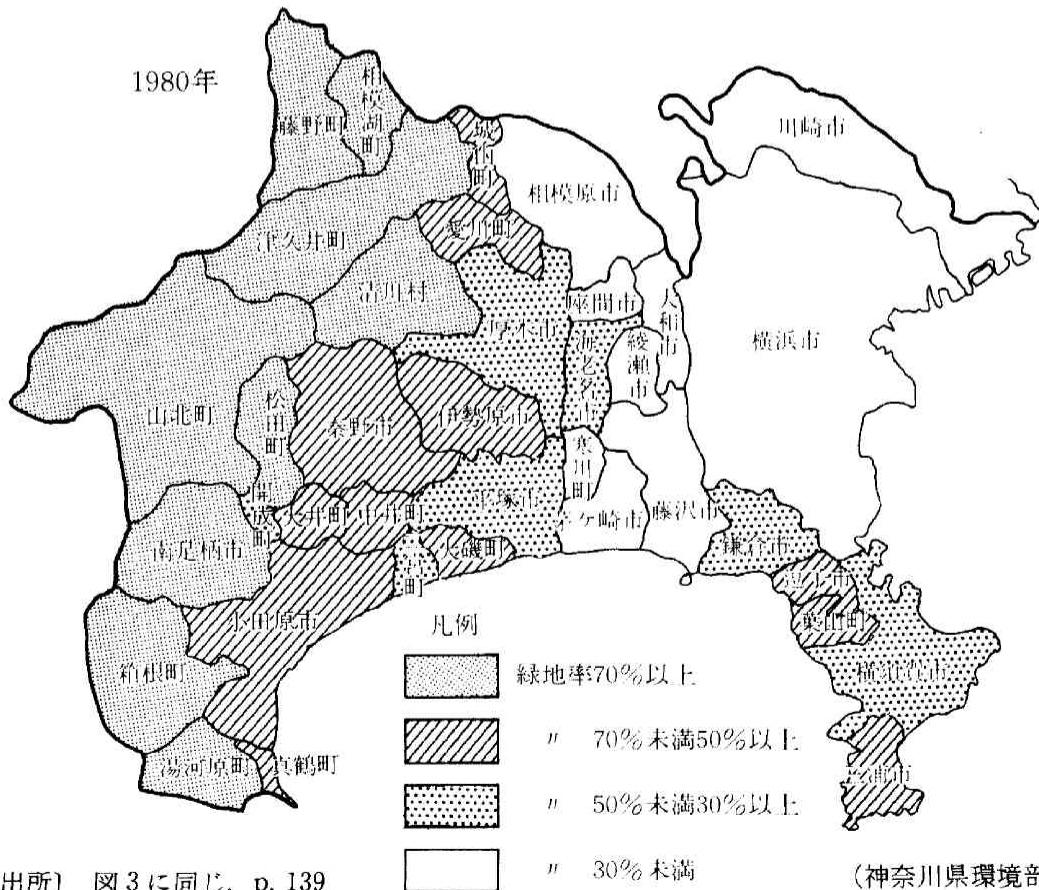 1980年
藤野町
相模湖町
城山町
相模原市
川崎市
津久井町
愛川町
清川村
厚木市
座間市
大和市
海老名市
綾瀬市
横浜市
山北町
松田町
秦野市
伊勢原市
寒川町
開成町
大井町
中井町
平塚市
茅ヶ崎市
藤沢市
鎌倉市
南足柄市
二宮町
大磯町
逗子市
葉山町
小田原市
箱根町
横須賀市
湯河原町
真鶴町
三浦市
凡例
緑地率70%以上
〃 70%未満50%以上
〃 50%未満30%以上
〃 30%未満
出所〕 図3に同じ, p. 139
(神奈川県環境部